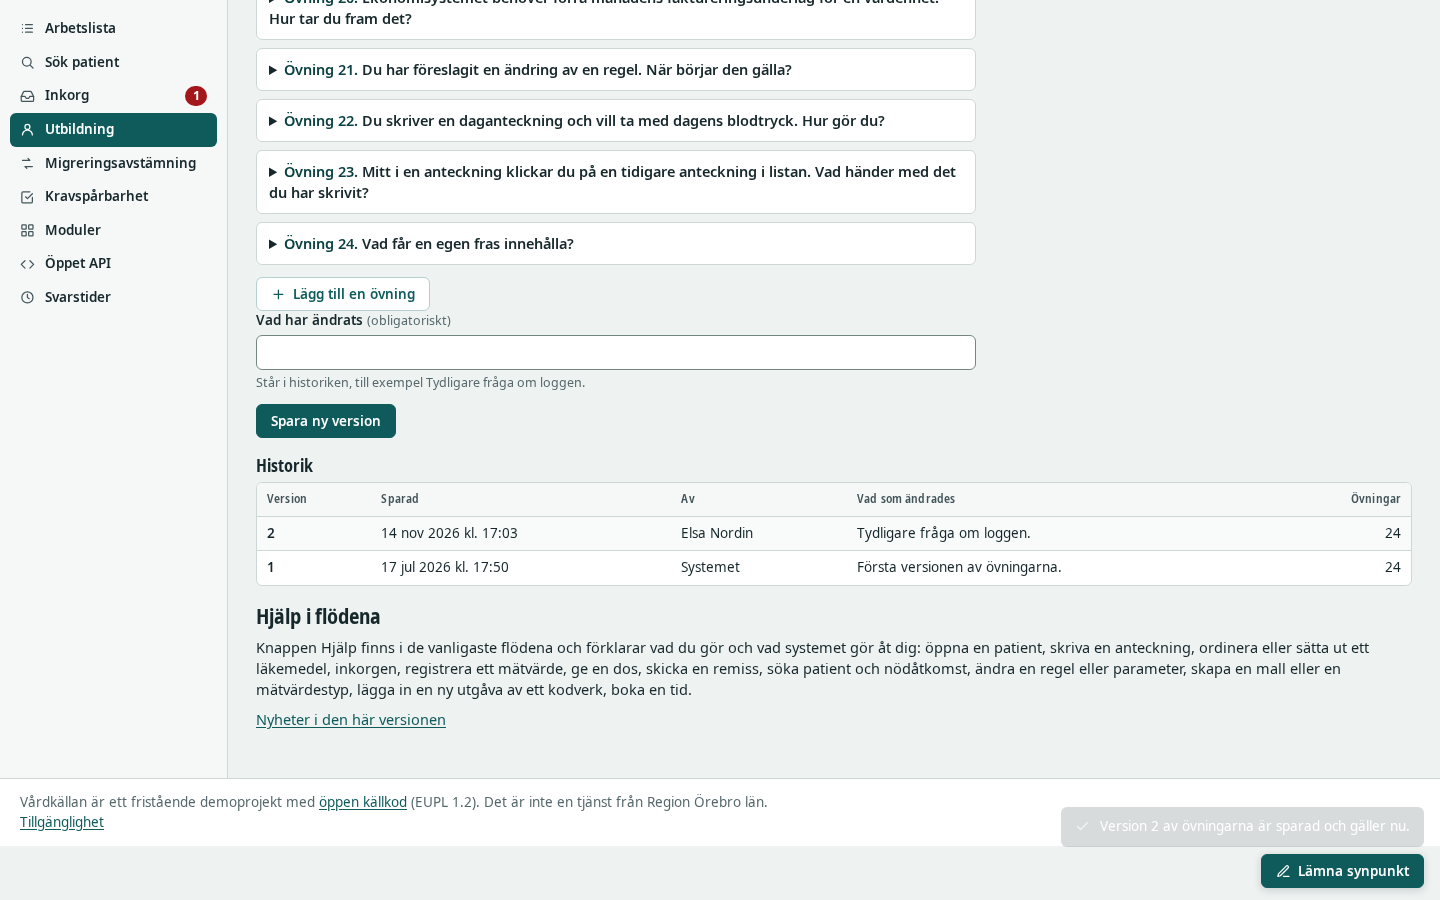 Arbetslista
Sök patient
Inkorg 1
Utbildning
Migreringsavstämning
Kravspårbarhet
Moduler
Öppet API
Svarstider
Hur tar du fram det?
Övning 21. Du har föreslagit en ändring av en regel. När börjar den gälla?
Övning 22. Du skriver en daganteckning och vill ta med dagens blodtryck. Hur gör du?
Övning 23. Mitt i en anteckning klickar du på en tidigare anteckning i listan. Vad händer med det
du har skrivit?
Övning 24. Vad får en egen fras innehålla?
Lägg till en övning
Vad har ändrats (obligatoriskt)
Står i historiken, till exempel Tydligare fråga om loggen.
Spara ny version
Historik
Version Sparad Av Vad som ändrades Övningar
2 14 nov 2026 kl. 17:03 Elsa Nordin Tydligare fråga om loggen. 24
1 17 jul 2026 kl. 17:50 Systemet Första versionen av övningarna. 24
Hjälp i flödena
Knappen Hjälp finns i de vanligaste flödena och förklarar vad du gör och vad systemet gör åt dig: öppna en patient, skriva en anteckning, ordinera eller sätta ut ett
läkemedel, inkorgen, registrera ett mätvärde, ge en dos, skicka en remiss, söka patient och nödåtkomst, ändra en regel eller parameter, skapa en mall eller en
mätvärdestyp, lägga in en ny utgåva av ett kodverk, boka en tid.
Nyheter i den här versionen
Vårdkällan är ett fristående demoprojekt med öppen källkod (EUPL 1.2). Det är inte en tjänst från Region Örebro län.
Tillgänglighet
Version 2 av övningarna är sparad och gäller nu.
Lämna synpunkt